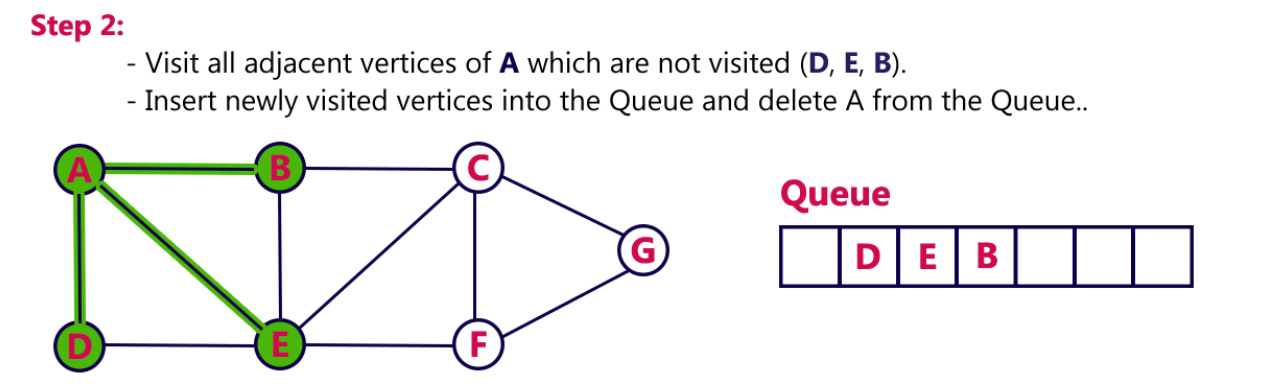 Step 2:
- Visit all adjacent vertices of A which are not visited (D, E, B).
- Insert newly visited vertices into the Queue and delete A from the Queue..
A B C
Queue
G
D E B
D E F